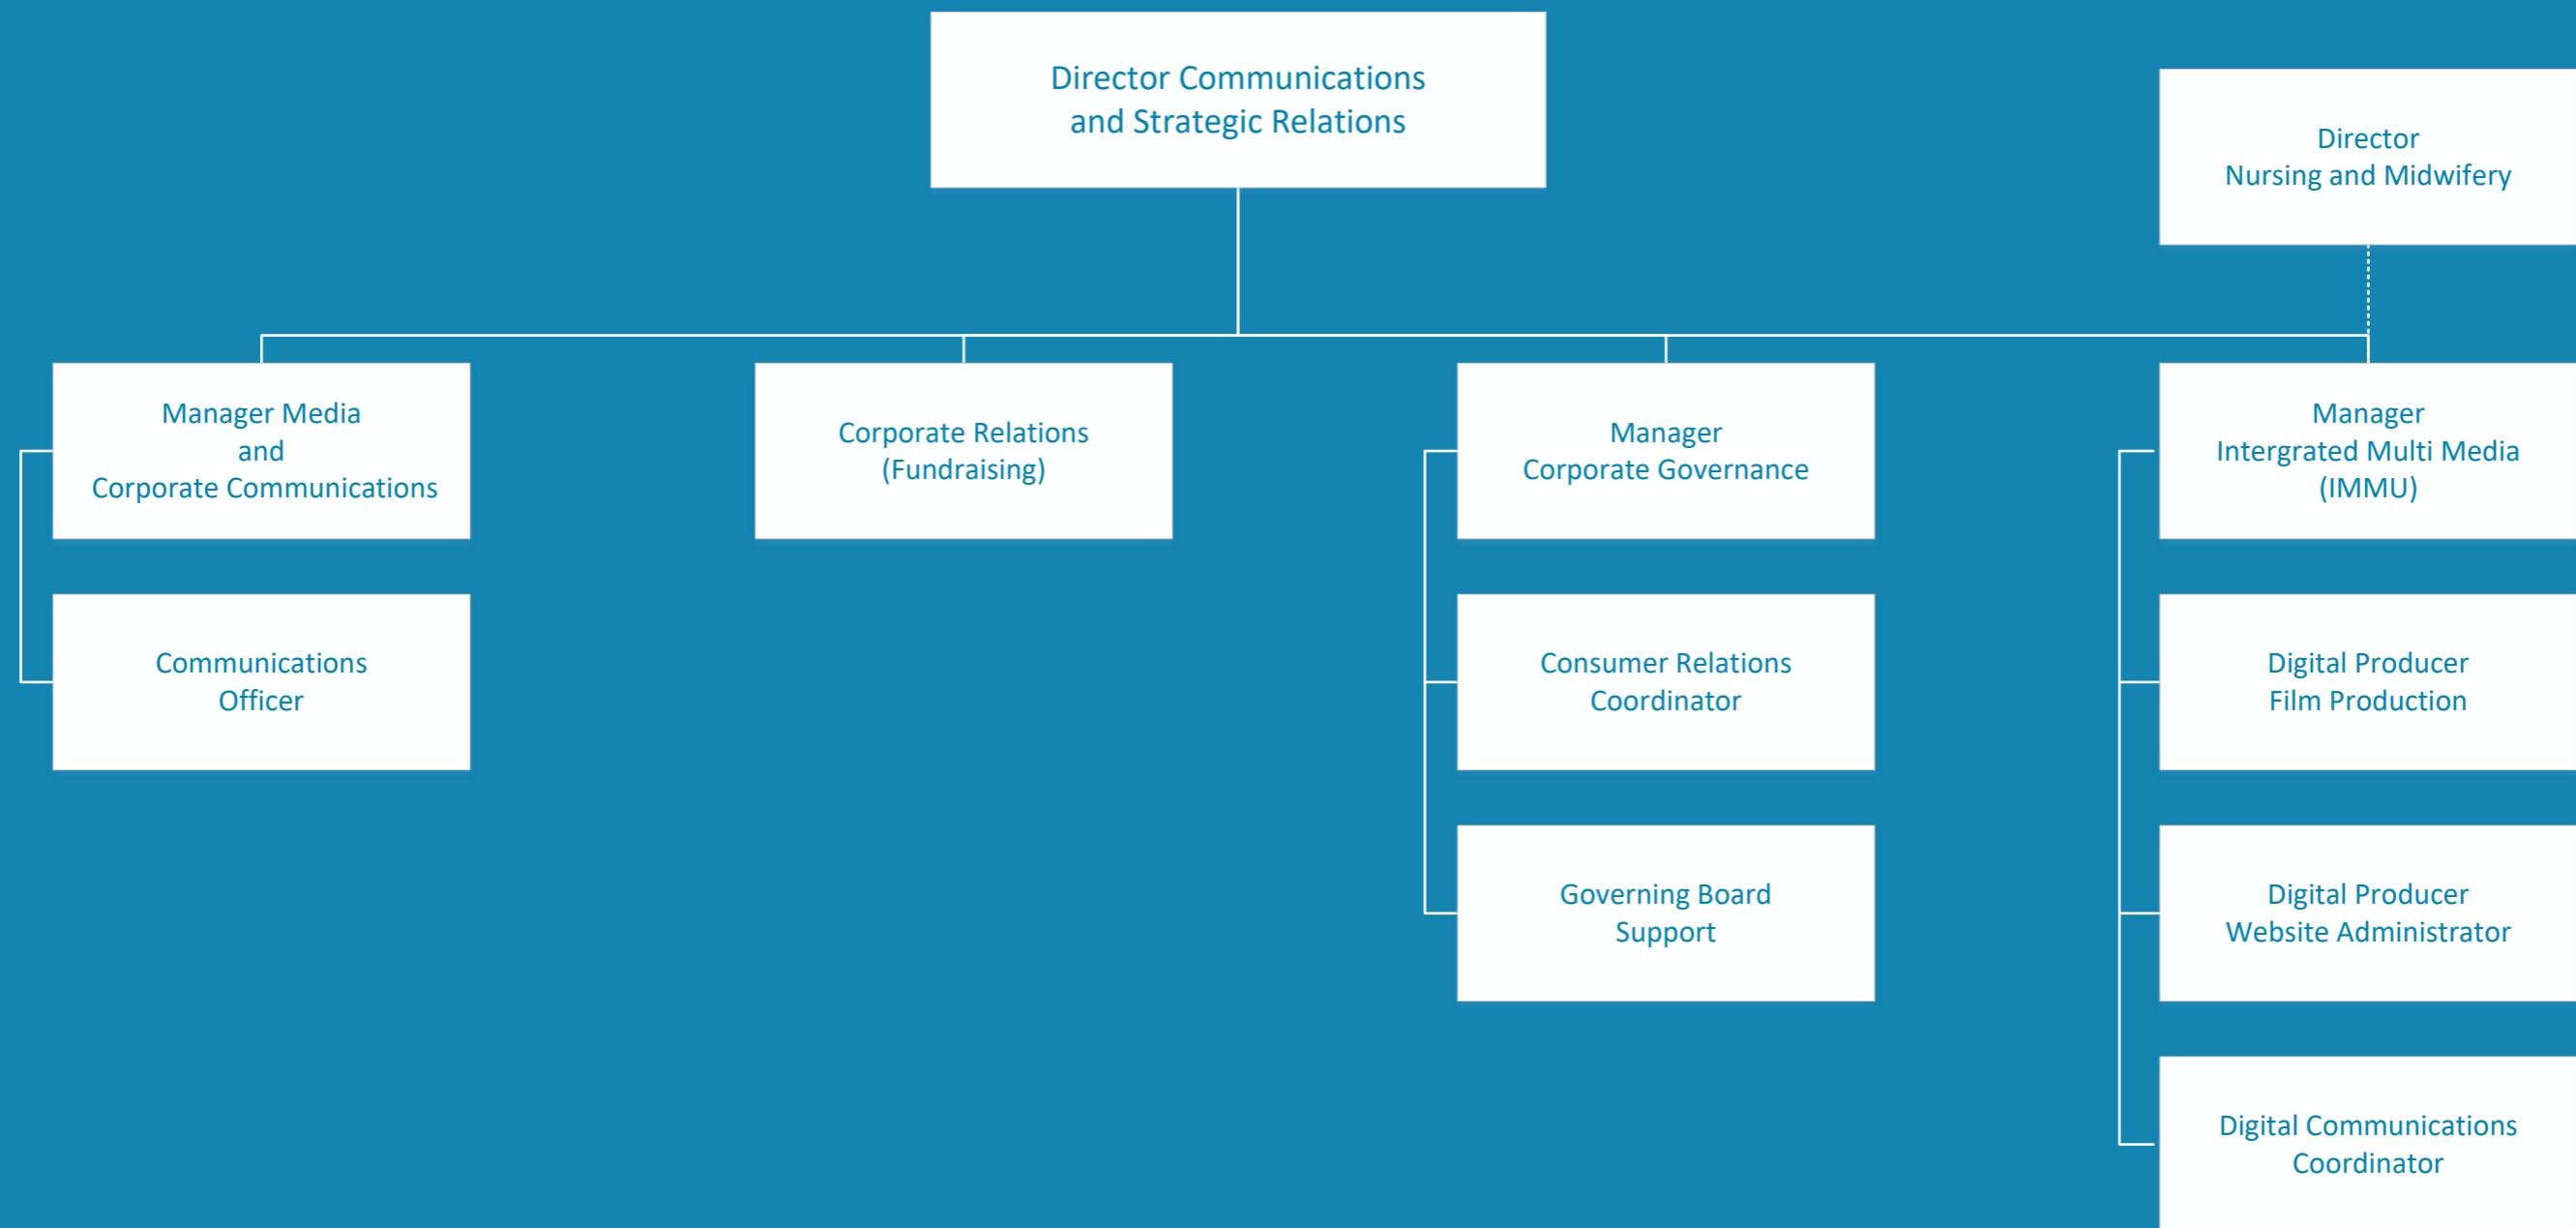 Director Communications
and Strategic Relations
Director
Nursing and Midwifery
Manager Media
and
Corporate Communications
Corporate Relations
(Fundraising)
Manager
Corporate Governance
Manager
Intergrated Multi Media
(IMMU)
Communications
Officer
Consumer Relations
Coordinator
Digital Producer
Film Production
Governing Board
Support
Digital Producer
Website Administrator
Digital Communications
Coordinator